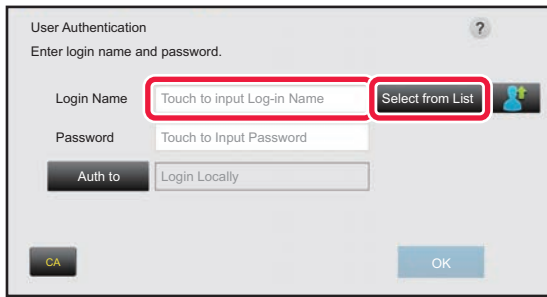 User Authentication
?
Enter login name and password.
Login Name
Touch to input Log-in Name
Select from List
Password
Touch to Input Password
Auth to
Login Locally
CA
OK